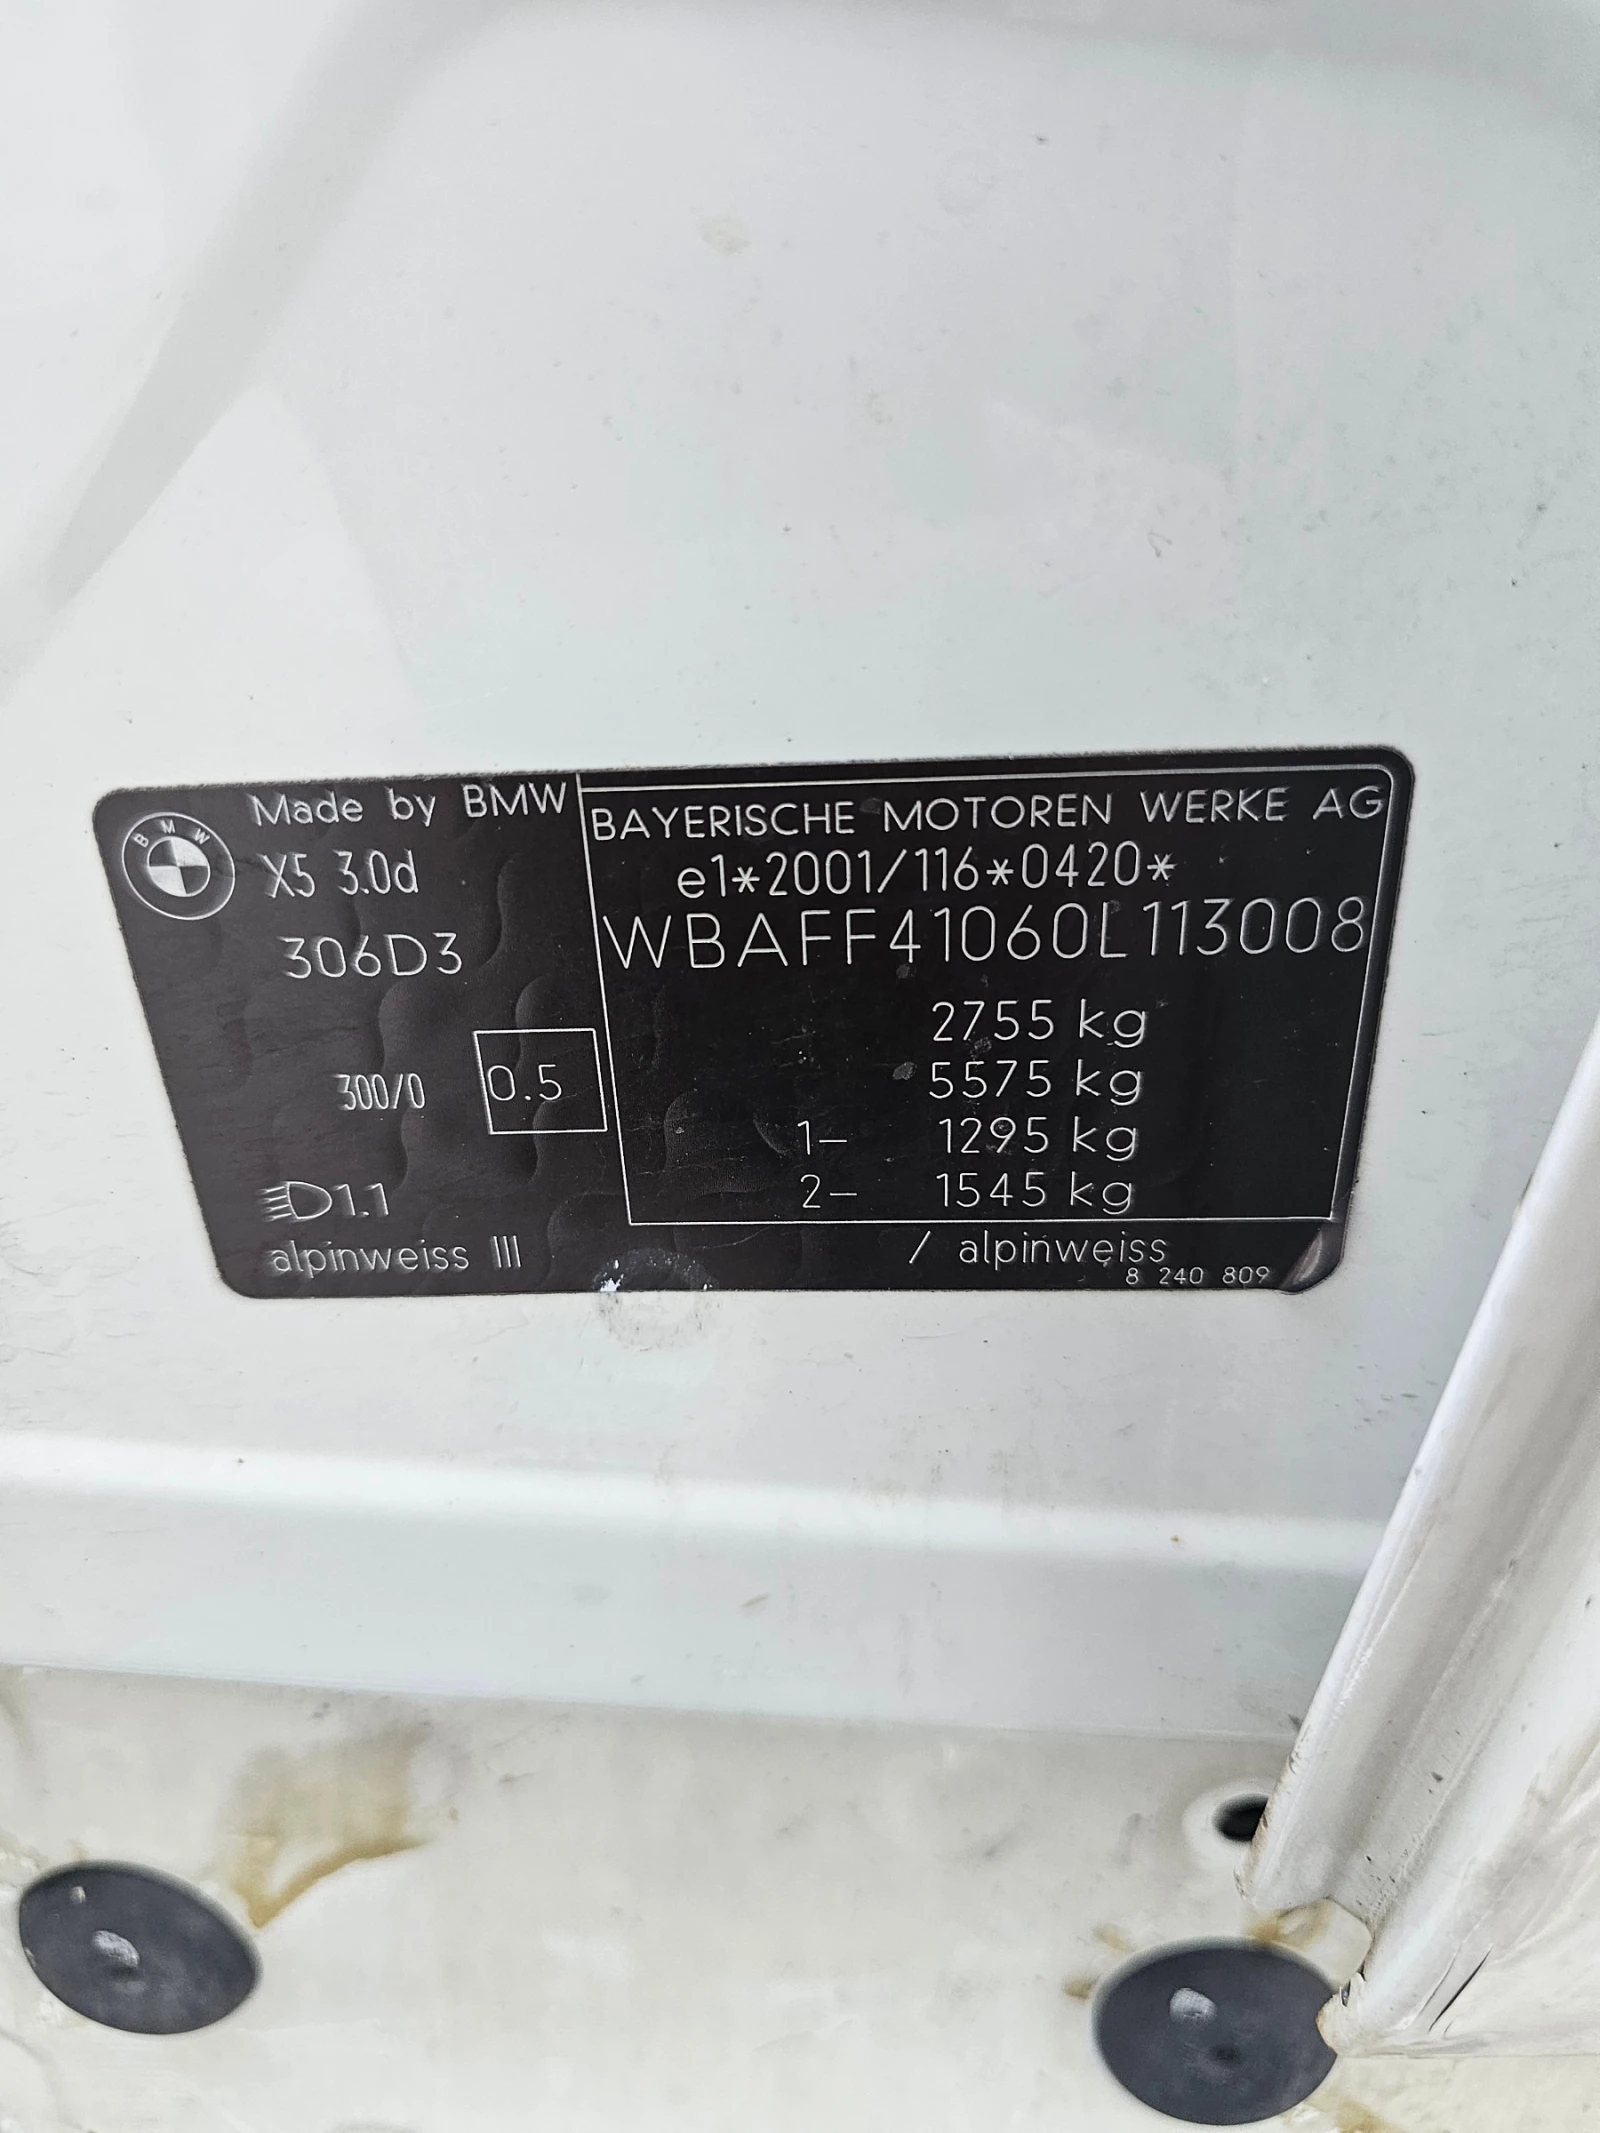 BMW
Made by BMW
X5 3.0d
306D3
300/0
0.5
D1.1
alpinweiss III
BAYERISCHE MOTOREN WERKE AG
e1*2001/116*0420*
WBAFF41060L113008
2755 kg
5575 kg
1– 1295 kg
2– 1545 kg
/ alpinweiss
8 240 809